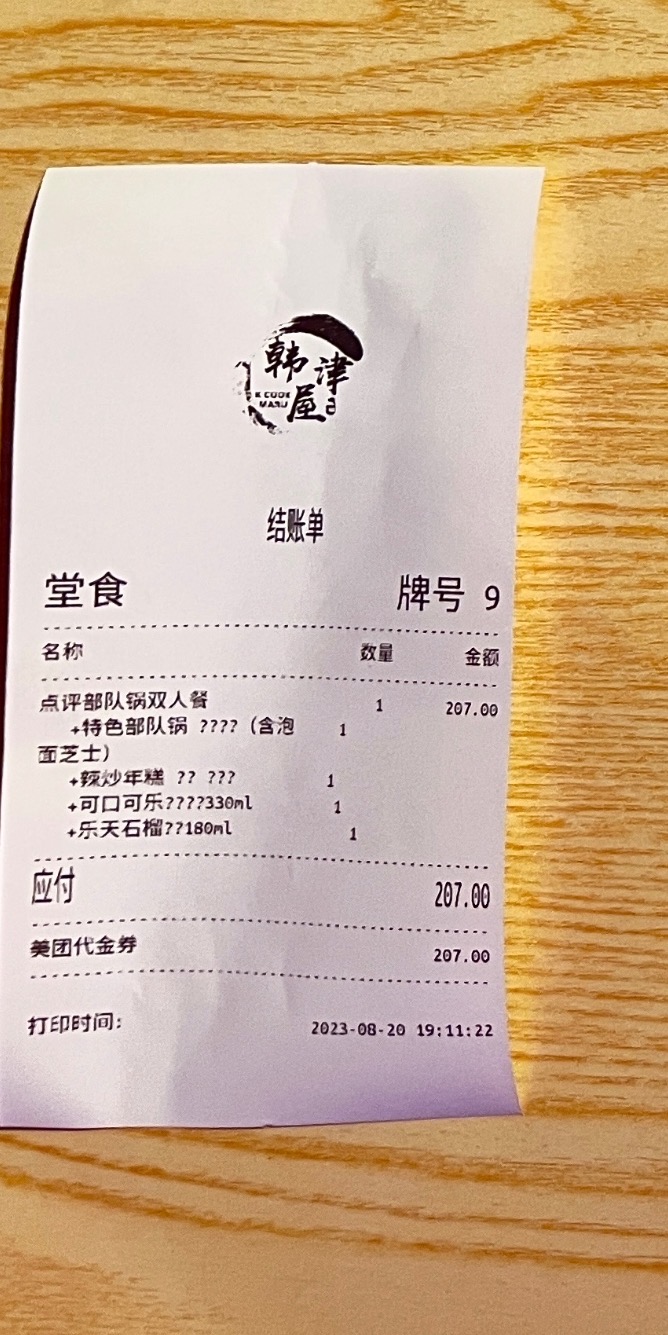 韩津
屋
K COOK
MARU
结账单
堂食 牌号 9
名称 数量 金额
点评部队锅双人餐 1 207.00
+特色部队锅 ????（含泡 1
面芝士）
+辣炒年糕 ?? ??? 1
+可口可乐????330ml 1
+乐天石榴??180ml 1
应付 207.00
美团代金券 207.00
打印时间: 2023-08-20 19:11:22